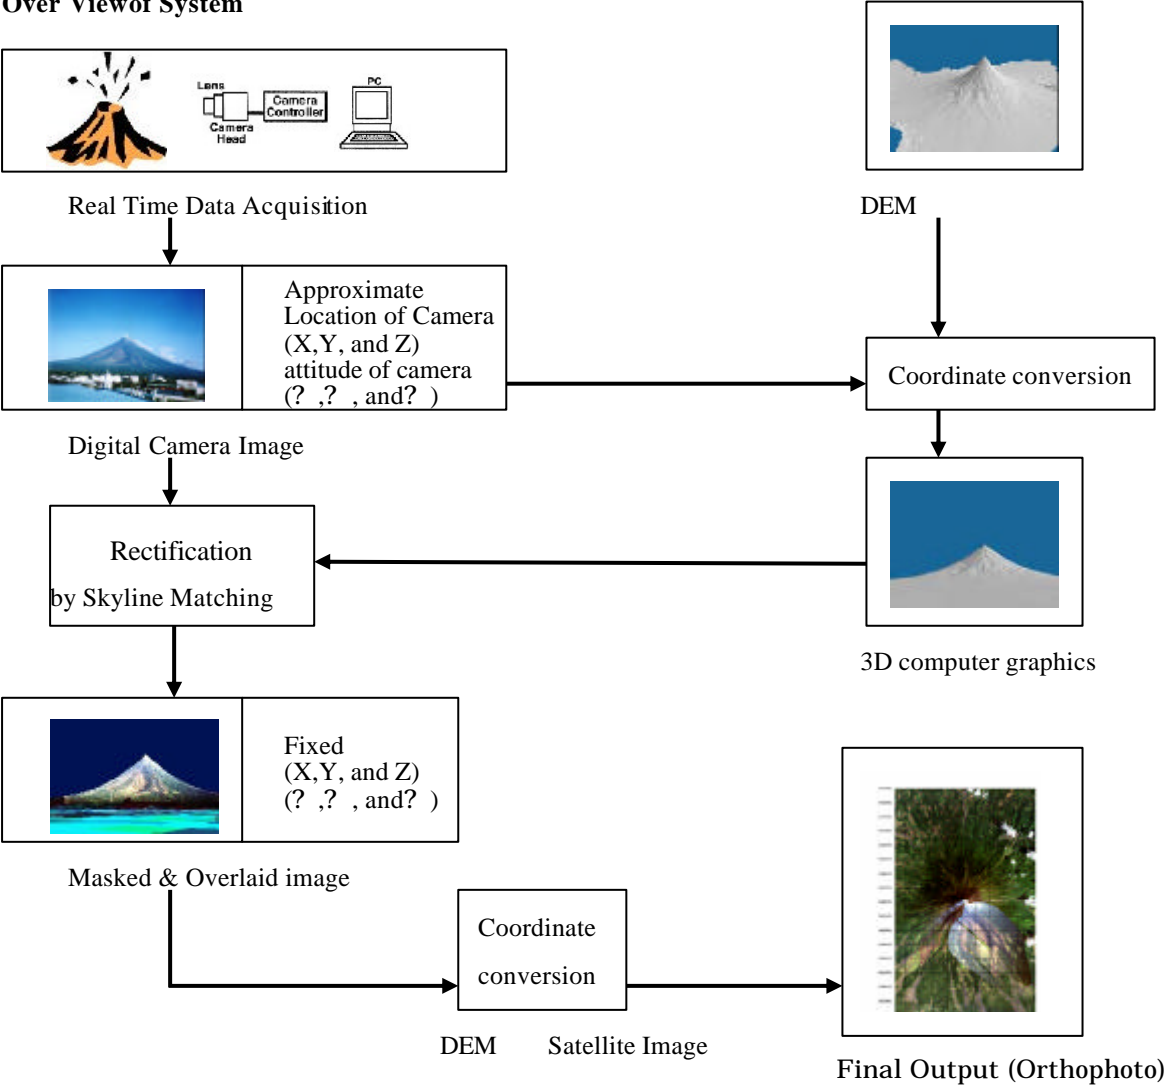 Over Viewof System
Lens
Camera
Head
Camera
Controller
PC
Real Time Data Acquisition
DEM
Approximate
Location of Camera
(X,Y, and Z)
attitude of camera
(? ,? , and? )
Coordinate conversion
Digital Camera Image
Rectification
by Skyline Matching
3D computer graphics
Fixed
(X,Y, and Z)
(? ,? , and? )
Masked & Overlaid image
Coordinate
conversion
DEM Satellite Image
Final Output (Orthophoto)